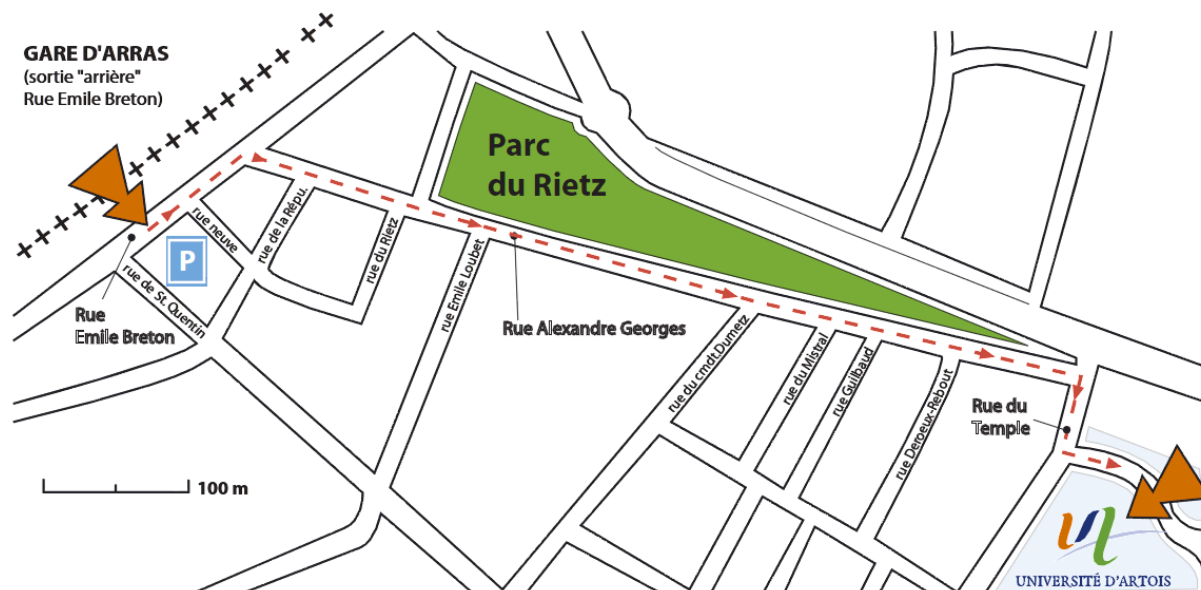 GARE D'ARRAS
(sortie "arrière"
Rue Emile Breton)
Parc
du Rietz
rue neuve
rue de la Répu.
P
rue du Rietz
rue Emile Loubet
rue de St. Quentin
Rue
Emile Breton
Rue Alexandre Georges
rue du cmdt.Dumetz
rue du Mistral
rue Guilbaud
rue Deroeux-Rebout
Rue du
Temple
100 m
UNIVERSITÉ D'ARTOIS